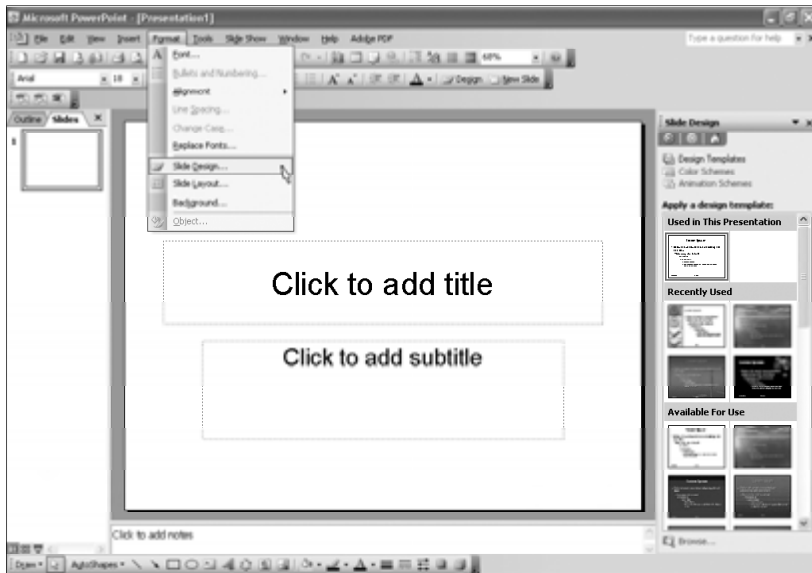 Microsoft PowerPoint - [Presentation1]
File Edit View Insert Format Tools Slide Show Window Help Adobe PDF
Type a question for help
68%
Arial 18 Design New Slide
Font...
Bullets and Numbering...
Alignment
Line Spacing...
Change Case...
Replace Fonts...
Slide Design...
Slide Layout...
Background...
Object...
Outline Slides
1
Click to add title
Click to add subtitle
Click to add notes
Slide Design
Design Templates
Color Schemes
Animation Schemes
Apply a design template:
Used in This Presentation
Recently Used
Available For Use
Browse...
Draw AutoShapes